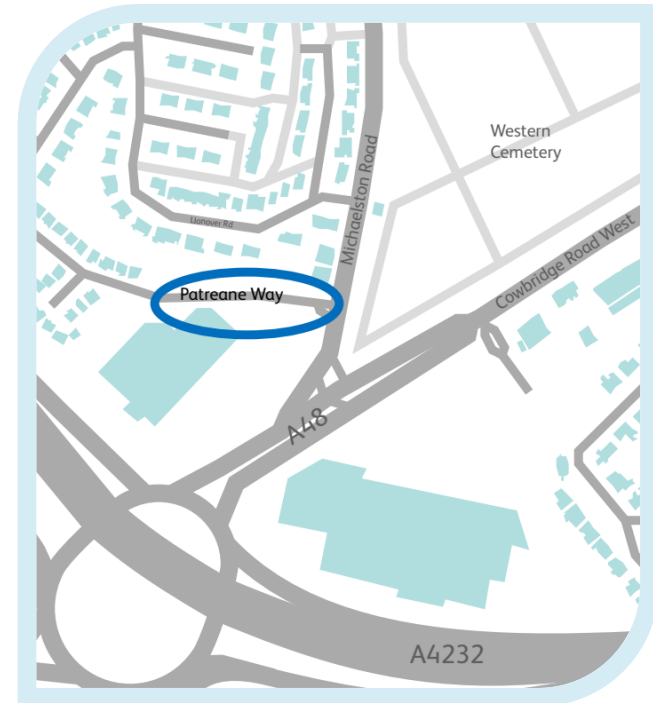 Western
Cemetery
Michaelston Road
Llanover Rd
Cowbridge Road West
Patreane Way
A48
A4232